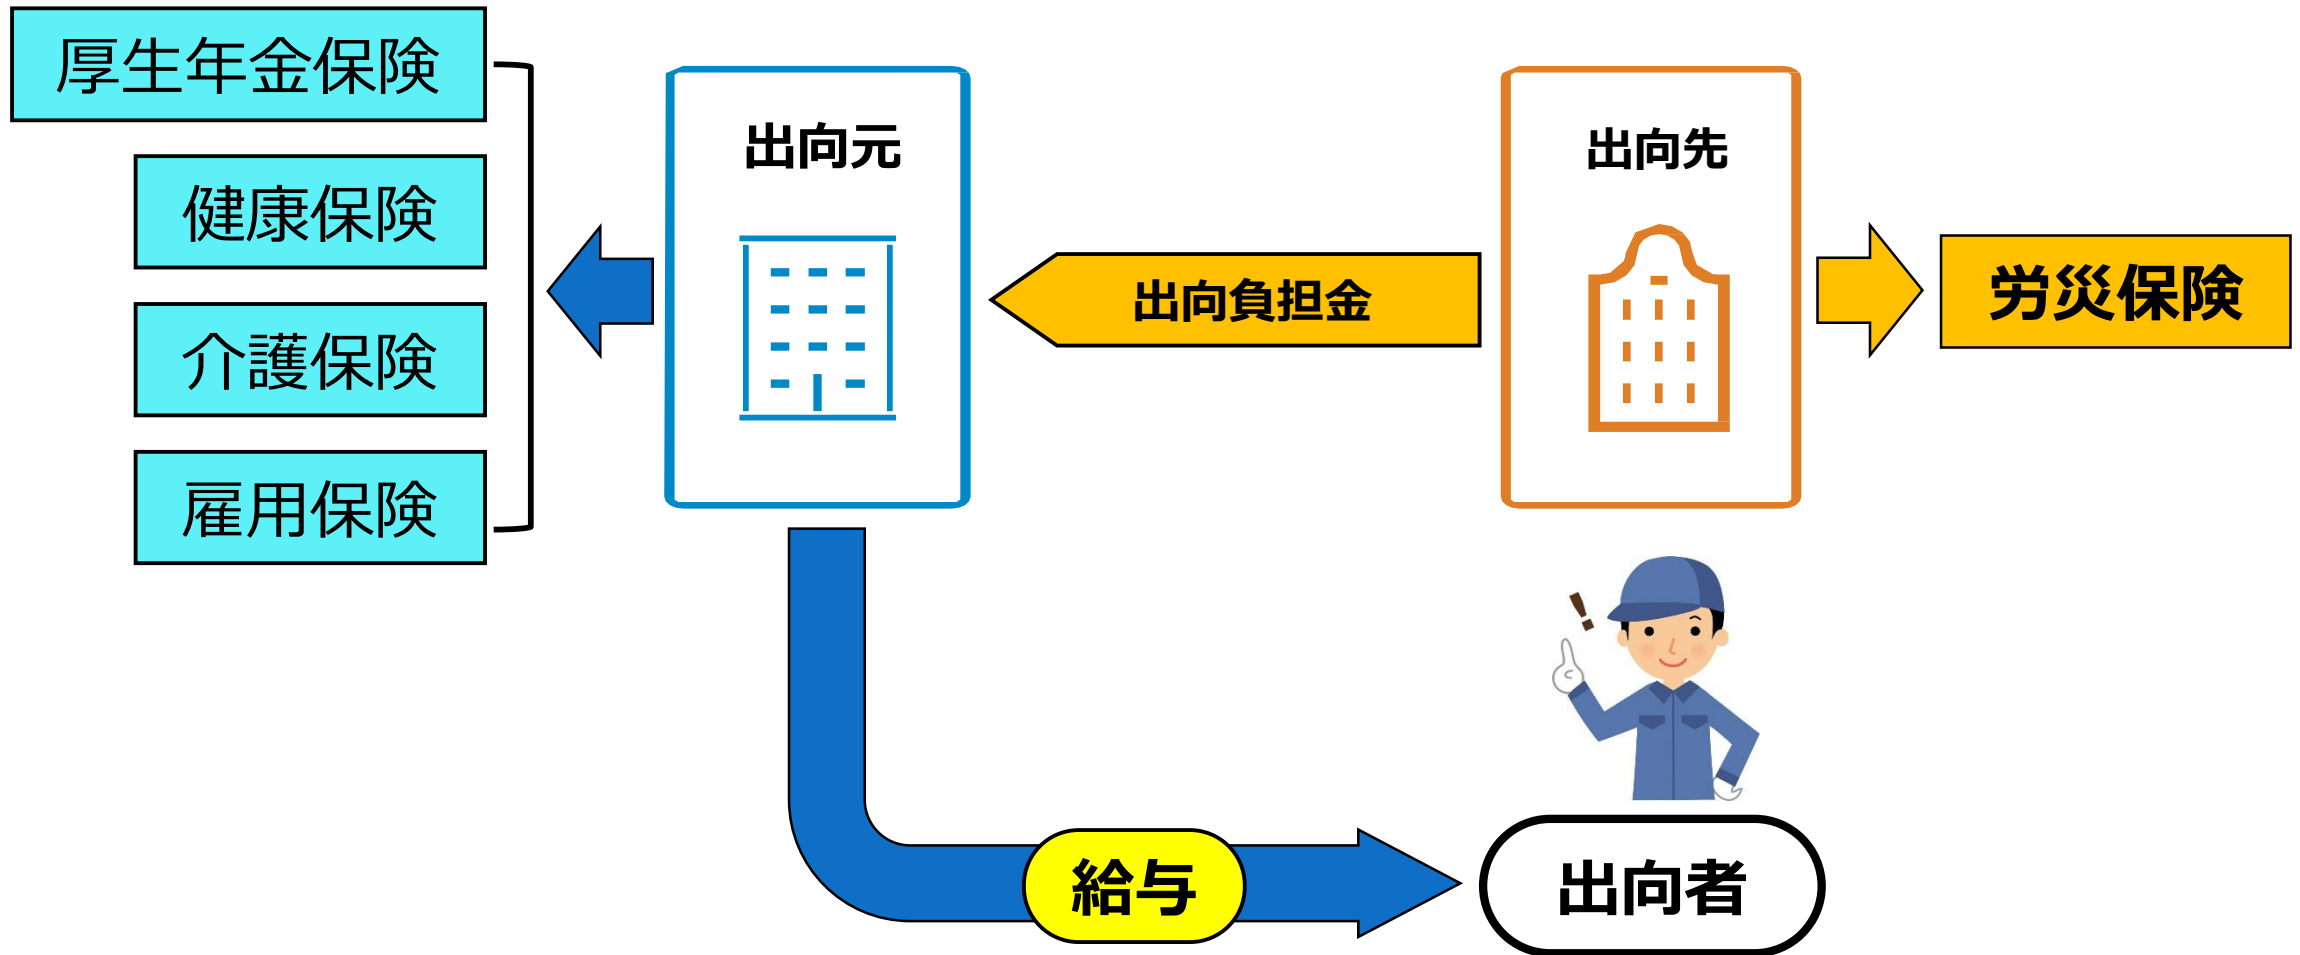 厚生年金保険
健康保険
介護保険
雇用保険
出向元
出向負担金
出向先
労災保険
給与
出向者